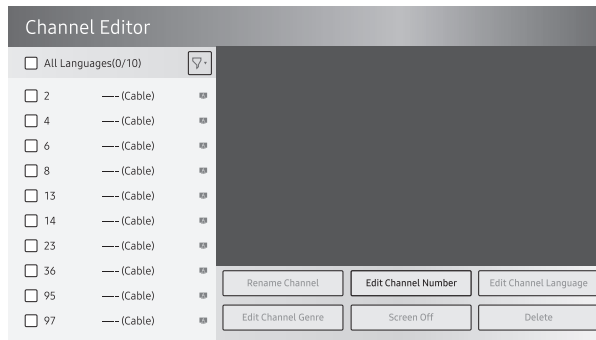 Channel Editor
All Languages(0/10)
2 --- (Cable)
4 --- (Cable)
6 --- (Cable)
8 --- (Cable)
13 --- (Cable)
14 --- (Cable)
23 --- (Cable)
36 --- (Cable)
95 --- (Cable)
97 --- (Cable)
Rename Channel Edit Channel Number Edit Channel Language
Edit Channel Genre Screen Off Delete